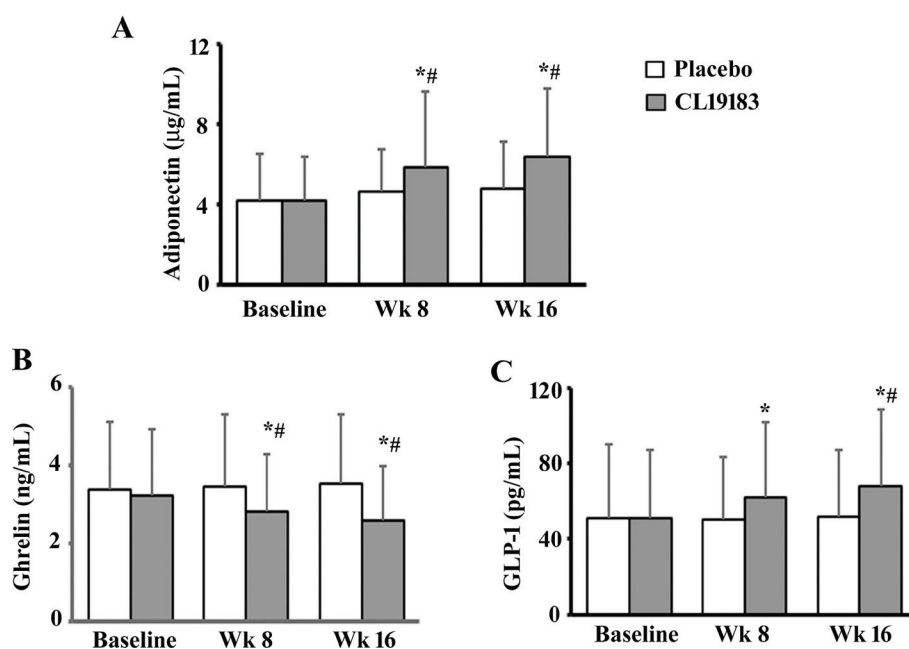 A
Adiponectin (µg/mL)
12
8
4
0
*#
*#
Baseline
Wk 8
Wk 16
Placebo
CL19183
B
Ghrelin (ng/mL)
6
4
2
0
*#
*#
Baseline
Wk 8
Wk 16
C
GLP-1 (pg/mL)
120
80
40
0
*
*#
Baseline
Wk 8
Wk 16